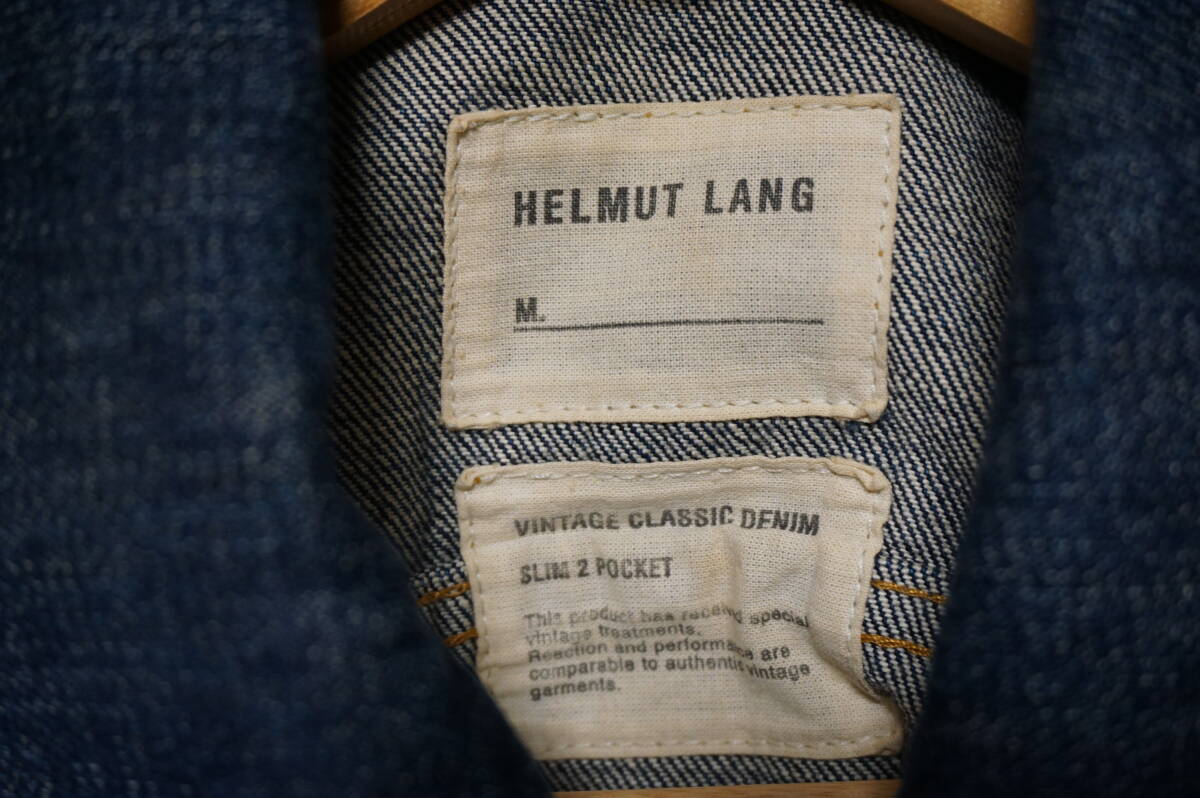 HELMUT LANG
M.
VINTAGE CLASSIC DENIM
SLIM 2 POCKET
This product has received special
vintage treatments.
Reaction and performance are
comparable to authentic vintage
garments.